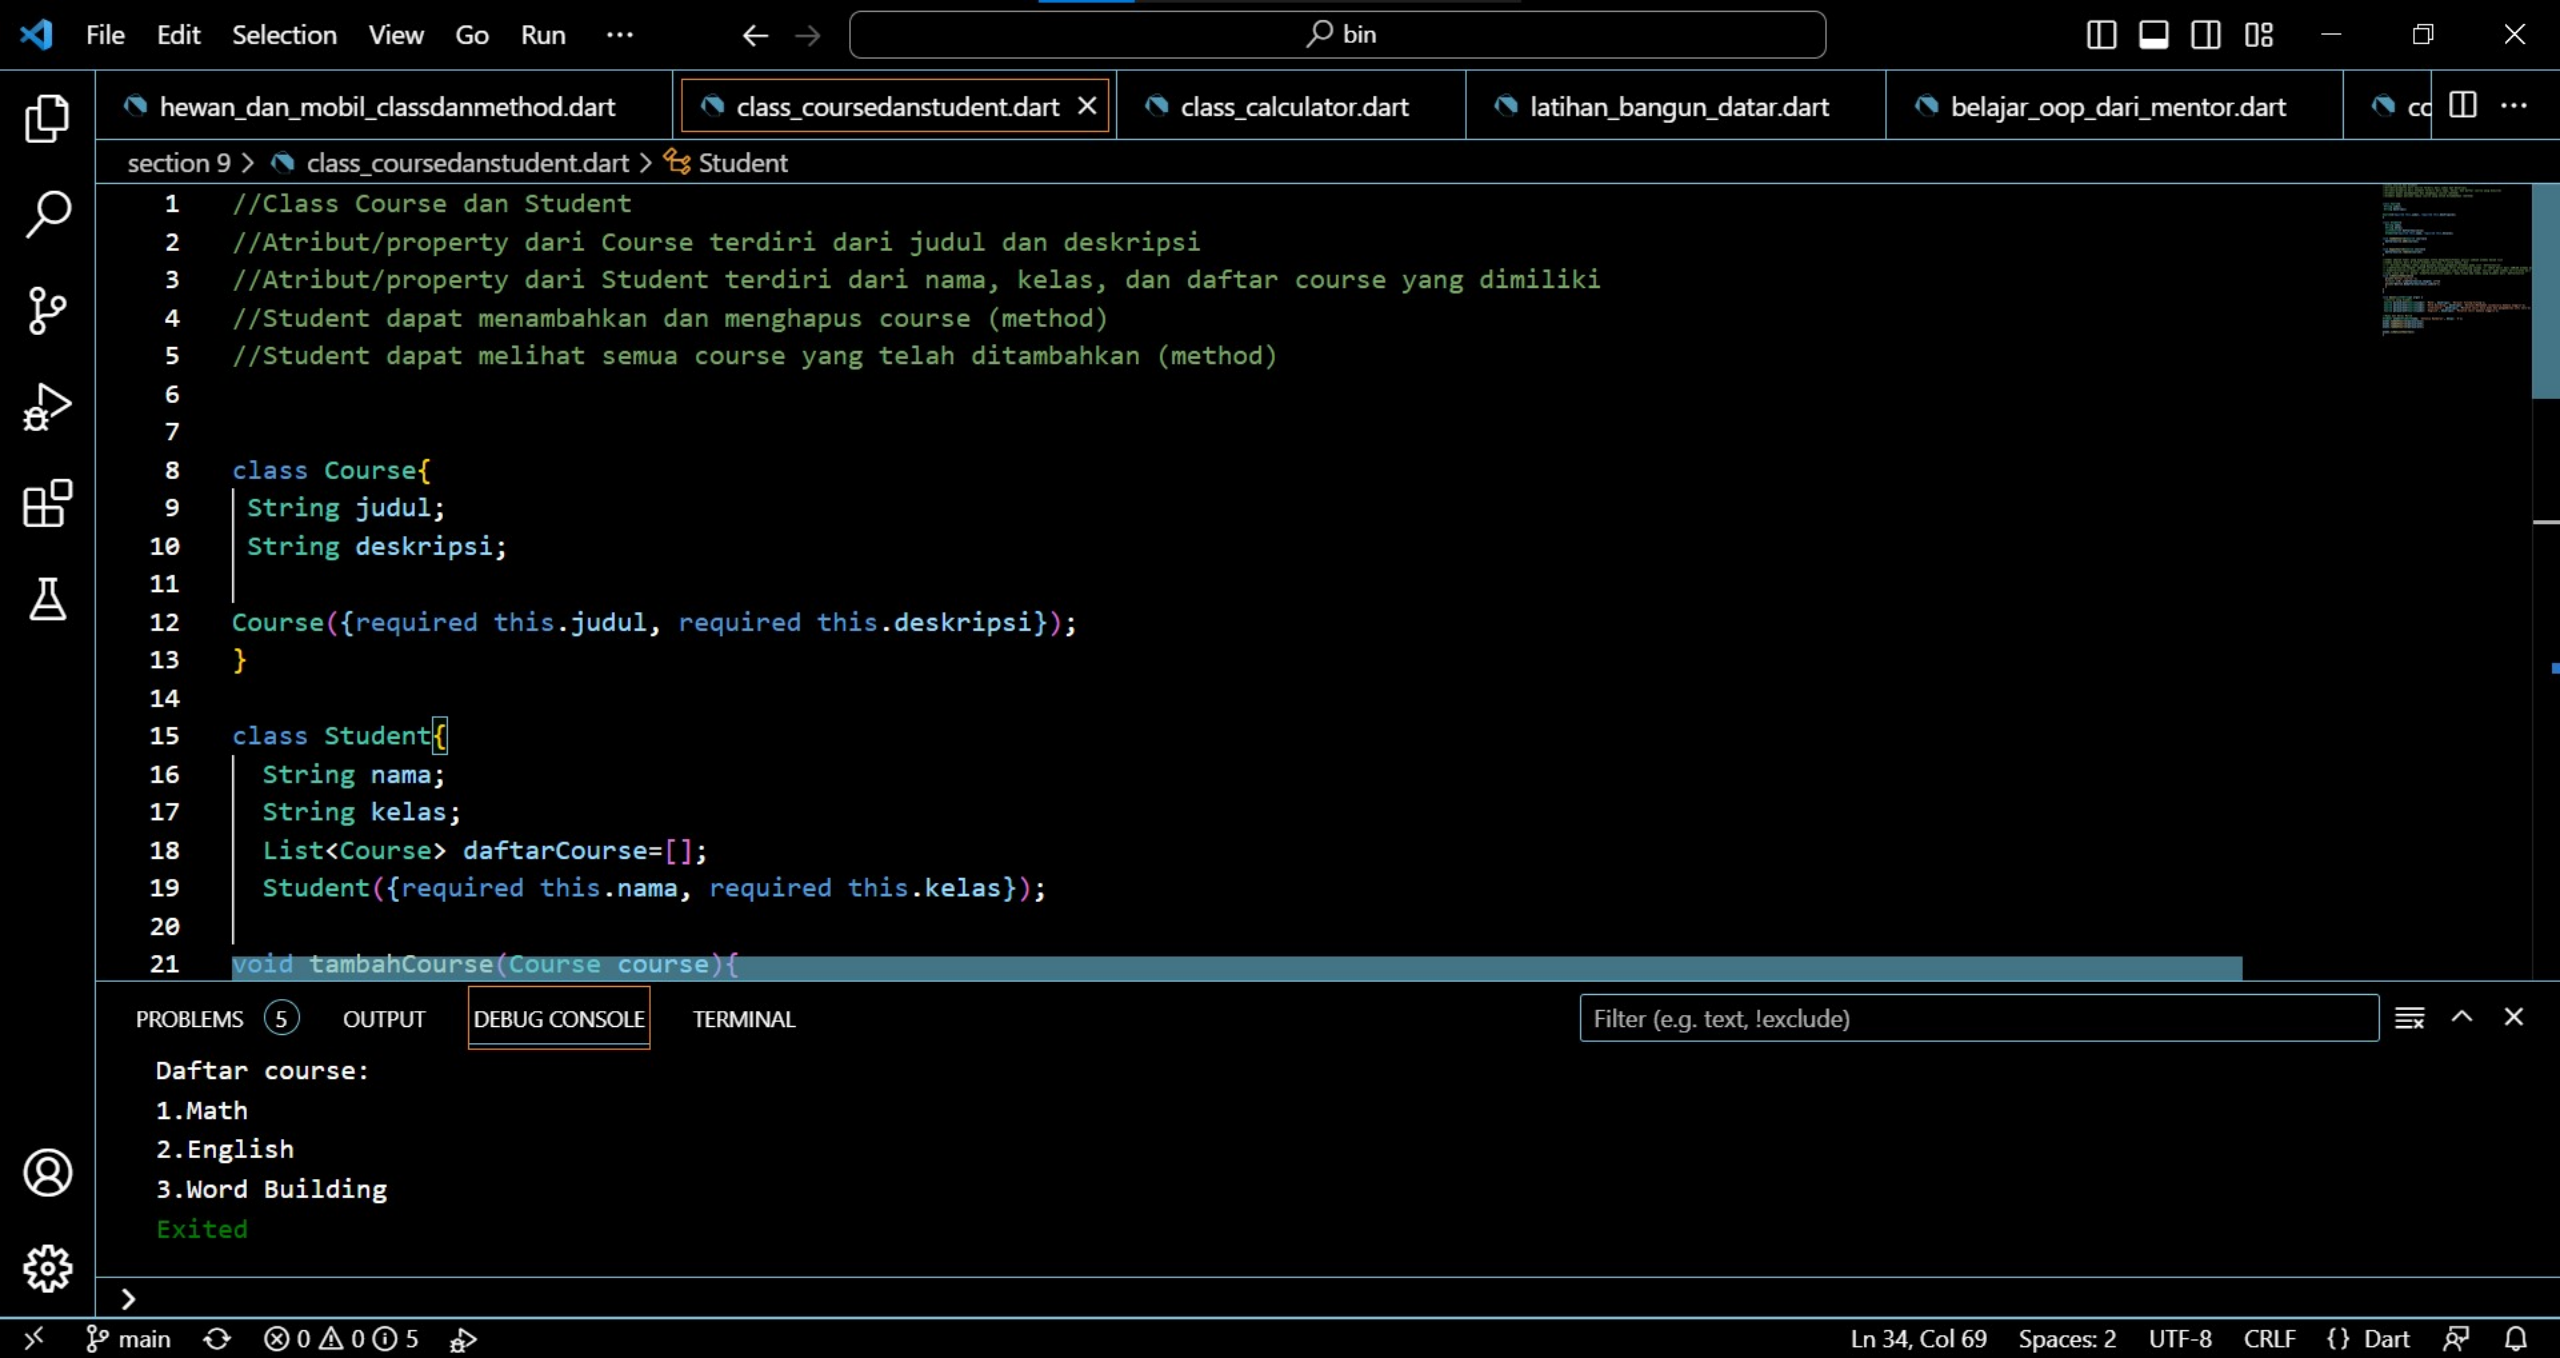 File Edit Selection View Go Run ··· bin
hewan_dan_mobil_classdanmethod.dart class_coursedanstudent.dart class_calculator.dart latihan_bangun_datar.dart belajar_oop_dari_mentor.dart
section 9 > class_coursedanstudent.dart > Student
1 //Class Course dan Student
2 //Atribut/property dari Course terdiri dari judul dan deskripsi
3 //Atribut/property dari Student terdiri dari nama, kelas, dan daftar course yang dimiliki
4 //Student dapat menambahkan dan menghapus course (method)
5 //Student dapat melihat semua course yang telah ditambahkan (method)
6
7
8 class Course{
9 String judul;
10 String deskripsi;
11
12 Course({required this.judul, required this.deskripsi});
13 }
14
15 class Student{
16 String nama;
17 String kelas;
18 List<Course> daftarCourse=[];
19 Student({required this.nama, required this.kelas});
20
21 void tambahCourse(Course course){
PROBLEMS 5 OUTPUT DEBUG CONSOLE TERMINAL Filter (e.g. text, !exclude)
Daftar course:
1.Math
2.English
3.Word Building
Exited
>
main 0 0 5 Ln 34, Col 69 Spaces: 2 UTF-8 CRLF {} Dart